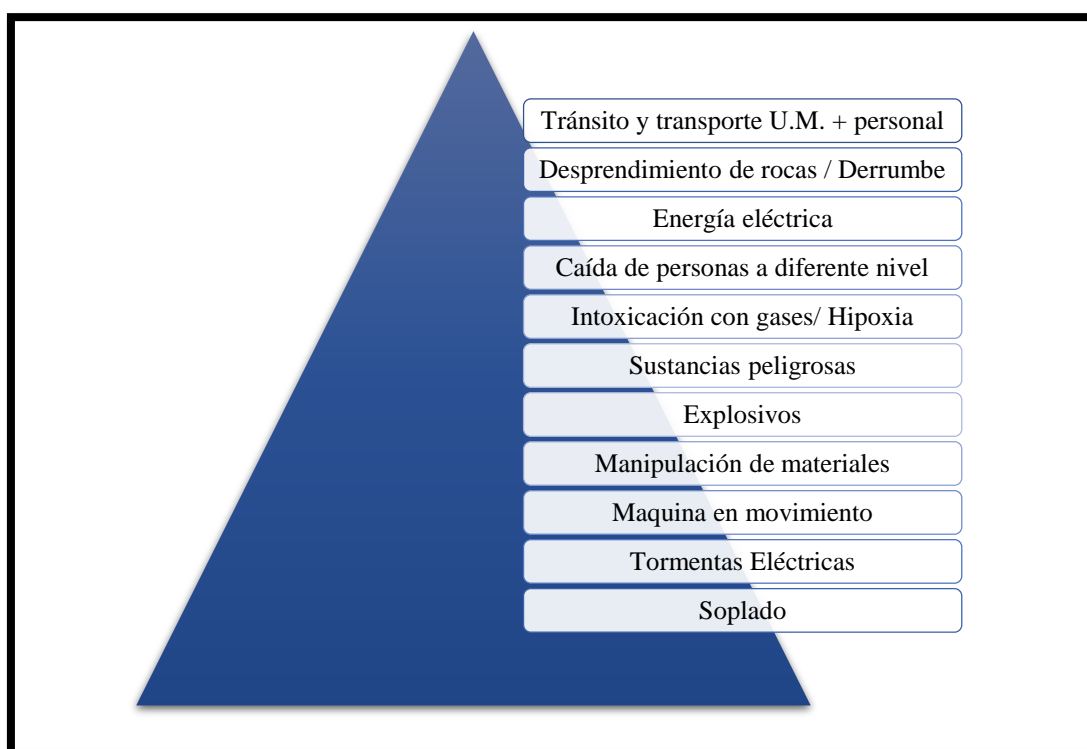 Tránsito y transporte U.M. + personal
Desprendimiento de rocas / Derrumbe
Energía eléctrica
Caída de personas a diferente nivel
Intoxicación con gases/ Hipoxia
Sustancias peligrosas
Explosivos
Manipulación de materiales
Maquina en movimiento
Tormentas Eléctricas
Soplado